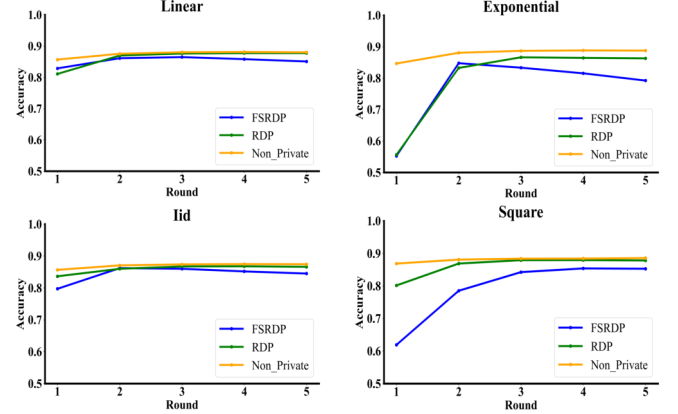 Linear
1.0
0.9
0.8
0.7
0.6
0.5
Accuracy
1 2 3 4 5
Round
FSRDP
RDP
Non_Private
Exponential
1.0
0.9
0.8
0.7
0.6
0.5
Accuracy
1 2 3 4 5
Round
FSRDP
RDP
Non_Private
Iid
1.0
0.9
0.8
0.7
0.6
0.5
Accuracy
1 2 3 4 5
Round
FSRDP
RDP
Non_Private
Square
1.0
0.9
0.8
0.7
0.6
0.5
Accuracy
1 2 3 4 5
Round
FSRDP
RDP
Non_Private